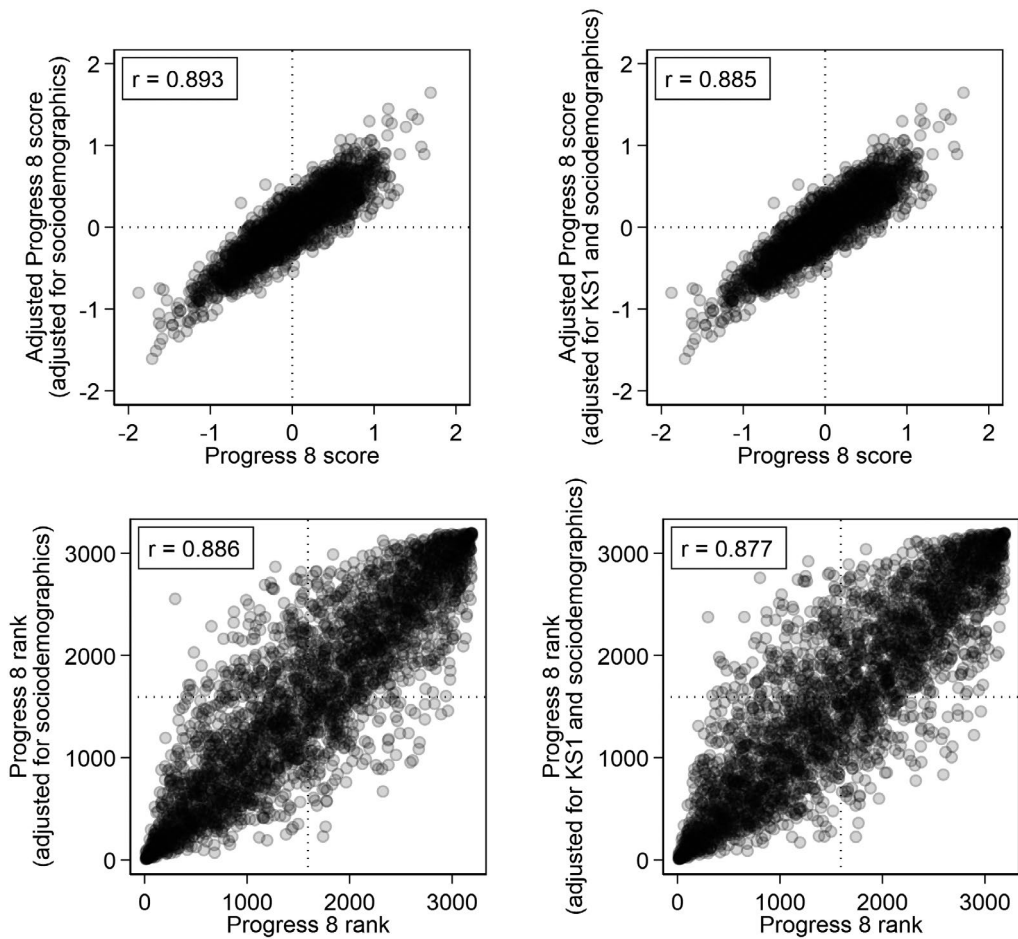 Adjusted Progress 8 score
(adjusted for sociodemographics)
r = 0.893
2
1
0
-1
-2
-2 -1 0 1 2
Progress 8 score
Adjusted Progress 8 score
(adjusted for KS1 and sociodemographics)
r = 0.885
2
1
0
-1
-2
-2 -1 0 1 2
Progress 8 score
Progress 8 rank
(adjusted for sociodemographics)
r = 0.886
3000
2000
1000
0
0 1000 2000 3000
Progress 8 rank
Progress 8 rank
(adjusted for KS1 and sociodemographics)
r = 0.877
3000
2000
1000
0
0 1000 2000 3000
Progress 8 rank